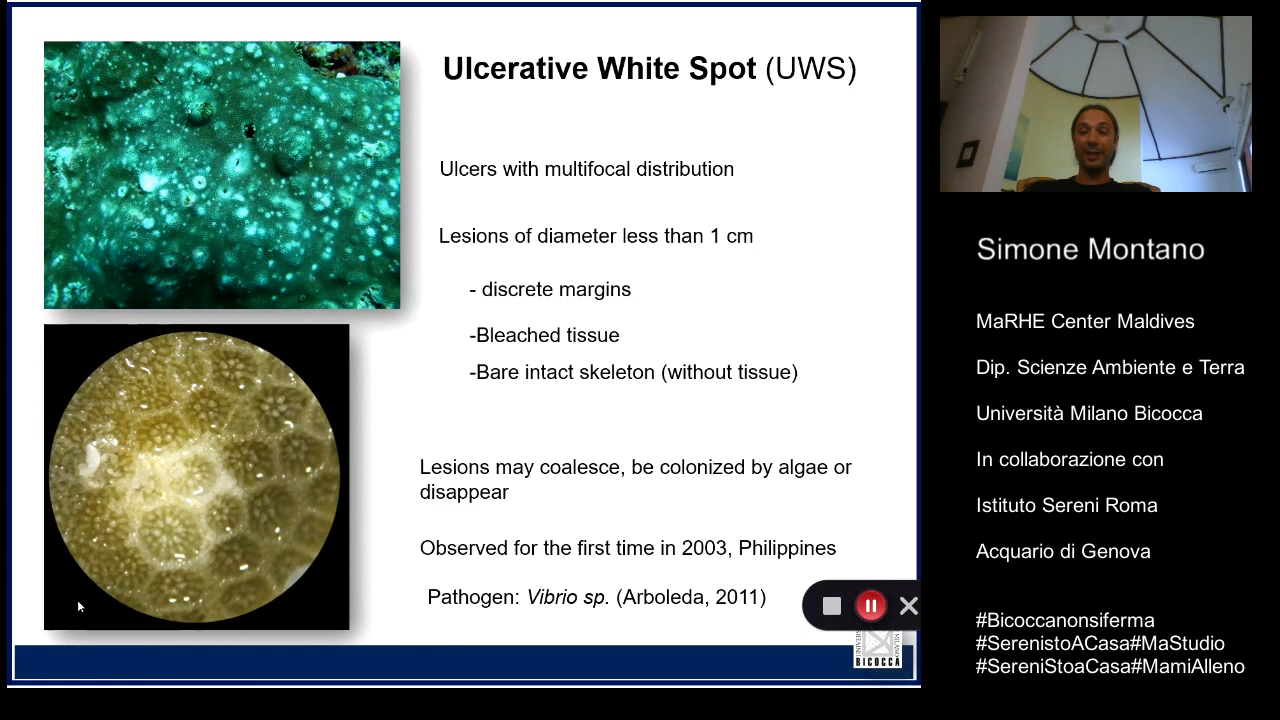 Ulcerative White Spot (UWS)
Ulcers with multifocal distribution
Lesions of diameter less than 1 cm
- discrete margins
-Bleached tissue
-Bare intact skeleton (without tissue)
Lesions may coalesce, be colonized by algae or
disappear
Observed for the first time in 2003, Philippines
Pathogen: Vibrio sp. (Arboleda, 2011)
BICOCCA
Simone Montano
MaRHE Center Maldives
Dip. Scienze Ambiente e Terra
Università Milano Bicocca
In collaborazione con
Istituto Sereni Roma
Acquario di Genova
#Bicoccanonsiferma
#SerenistoACasa#MaStudio
#SereniStoaCasa#MamiAlleno